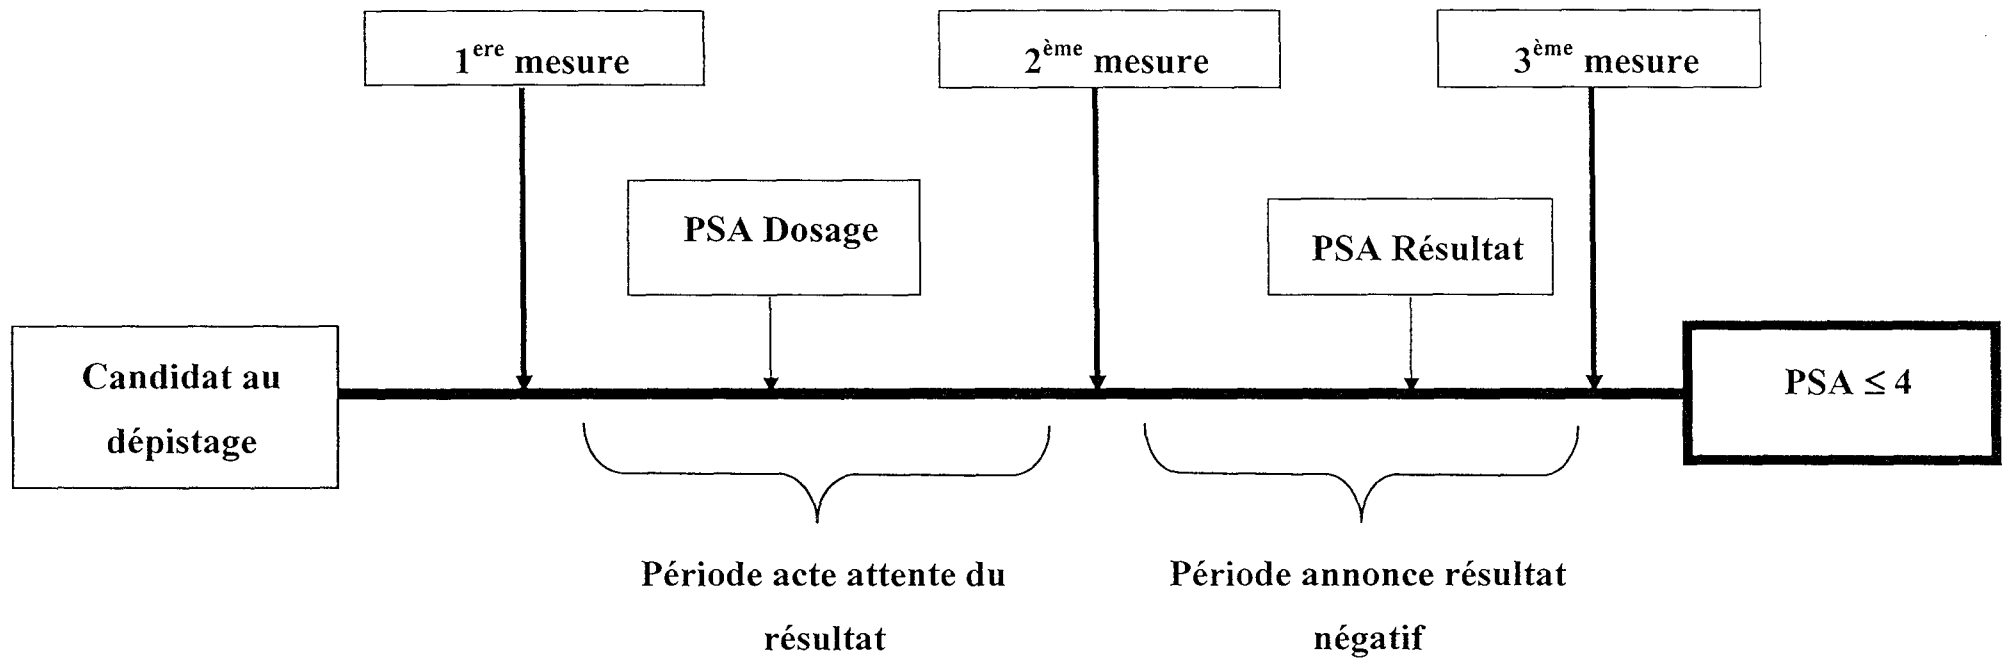 1ere mesure
2ème mesure
3ème mesure
PSA Dosage
PSA Résultat
Candidat au
dépistage
PSA ≤ 4
Période acte attente du
résultat
Période annonce résultat
négatif